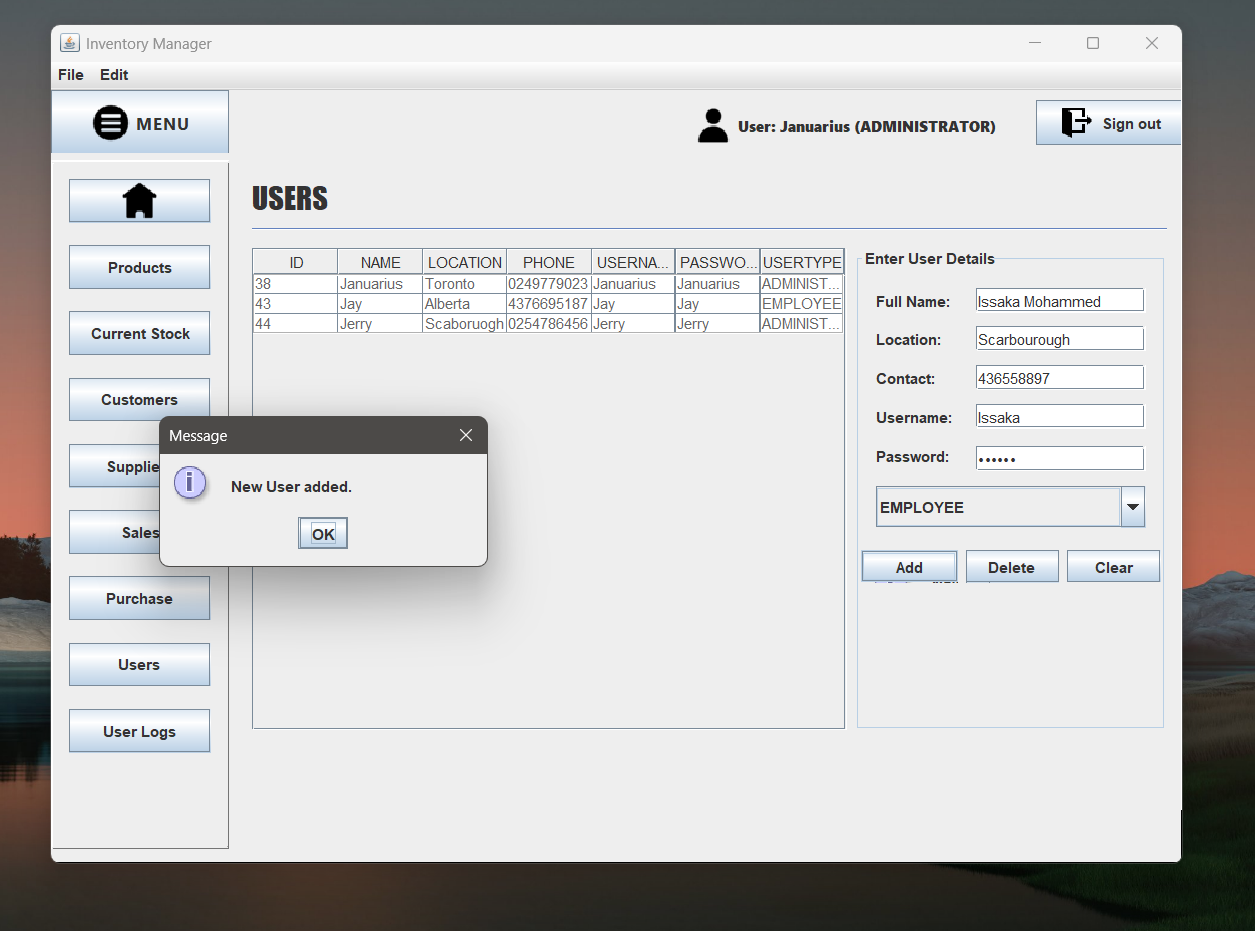 Inventory Manager
File Edit
MENU
User: Januarius (ADMINISTRATOR)
Sign out
Products
Current Stock
Customers
Supplie
Sales
Purchase
Users
User Logs
USERS
ID NAME LOCATION PHONE USERNA... PASSWO... USERTYPE
38 Januarius Toronto 0249779023 Januarius Januarius ADMINIST...
43 Jay Alberta 4376695187 Jay Jay EMPLOYEE
44 Jerry Scaboruogh 0254786456 Jerry Jerry ADMINIST...
Message
New User added.
OK
Enter User Details
Full Name: Issaka Mohammed
Location: Scarbourough
Contact: 436558897
Username: Issaka
Password: ••••••
EMPLOYEE
Add Delete Clear